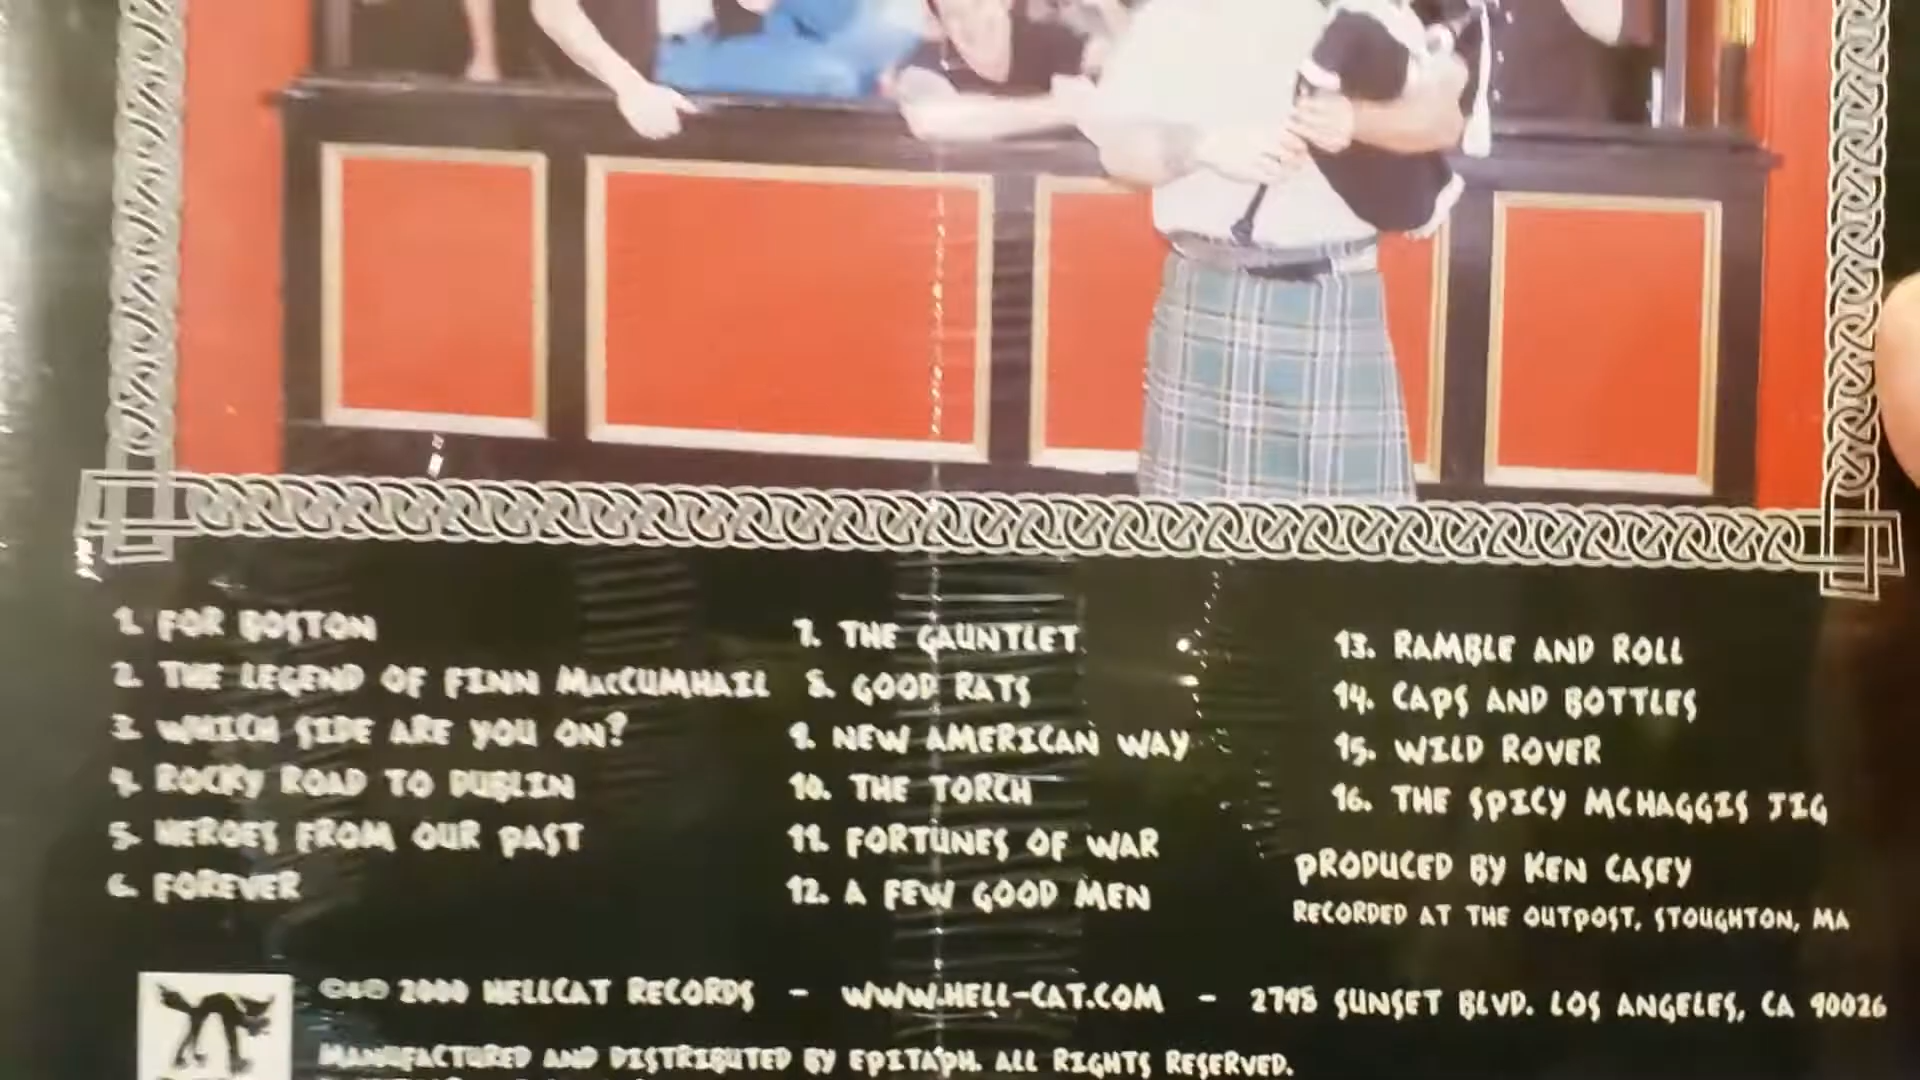 1. FOR BOSTON
2. THE LEGEND OF FINN MacCUMHAIL
3. WHICH SIDE ARE YOU ON?
4. ROCKY ROAD TO DUBLIN
5. HEROES FROM OUR PAST
6. FOREVER
7. THE GAUNTLET
8. GOOD RATS
9. NEW AMERICAN WAY
10. THE TORCH
11. FORTUNES OF WAR
12. A FEW GOOD MEN
13. RAMBLE AND ROLL
14. CAPS AND BOTTLES
15. WILD ROVER
16. THE SPICY MCHAGGIS JIG
PRODUCED BY KEN CASEY
RECORDED AT THE OUTPOST, STOUGHTON, MA
©&℗ 2000 HELLCAT RECORDS - WWW.HELL-CAT.COM - 2798 SUNSET BLVD. LOS ANGELES, CA 90026
MANUFACTURED AND DISTRIBUTED BY EPITAPH. ALL RIGHTS RESERVED.